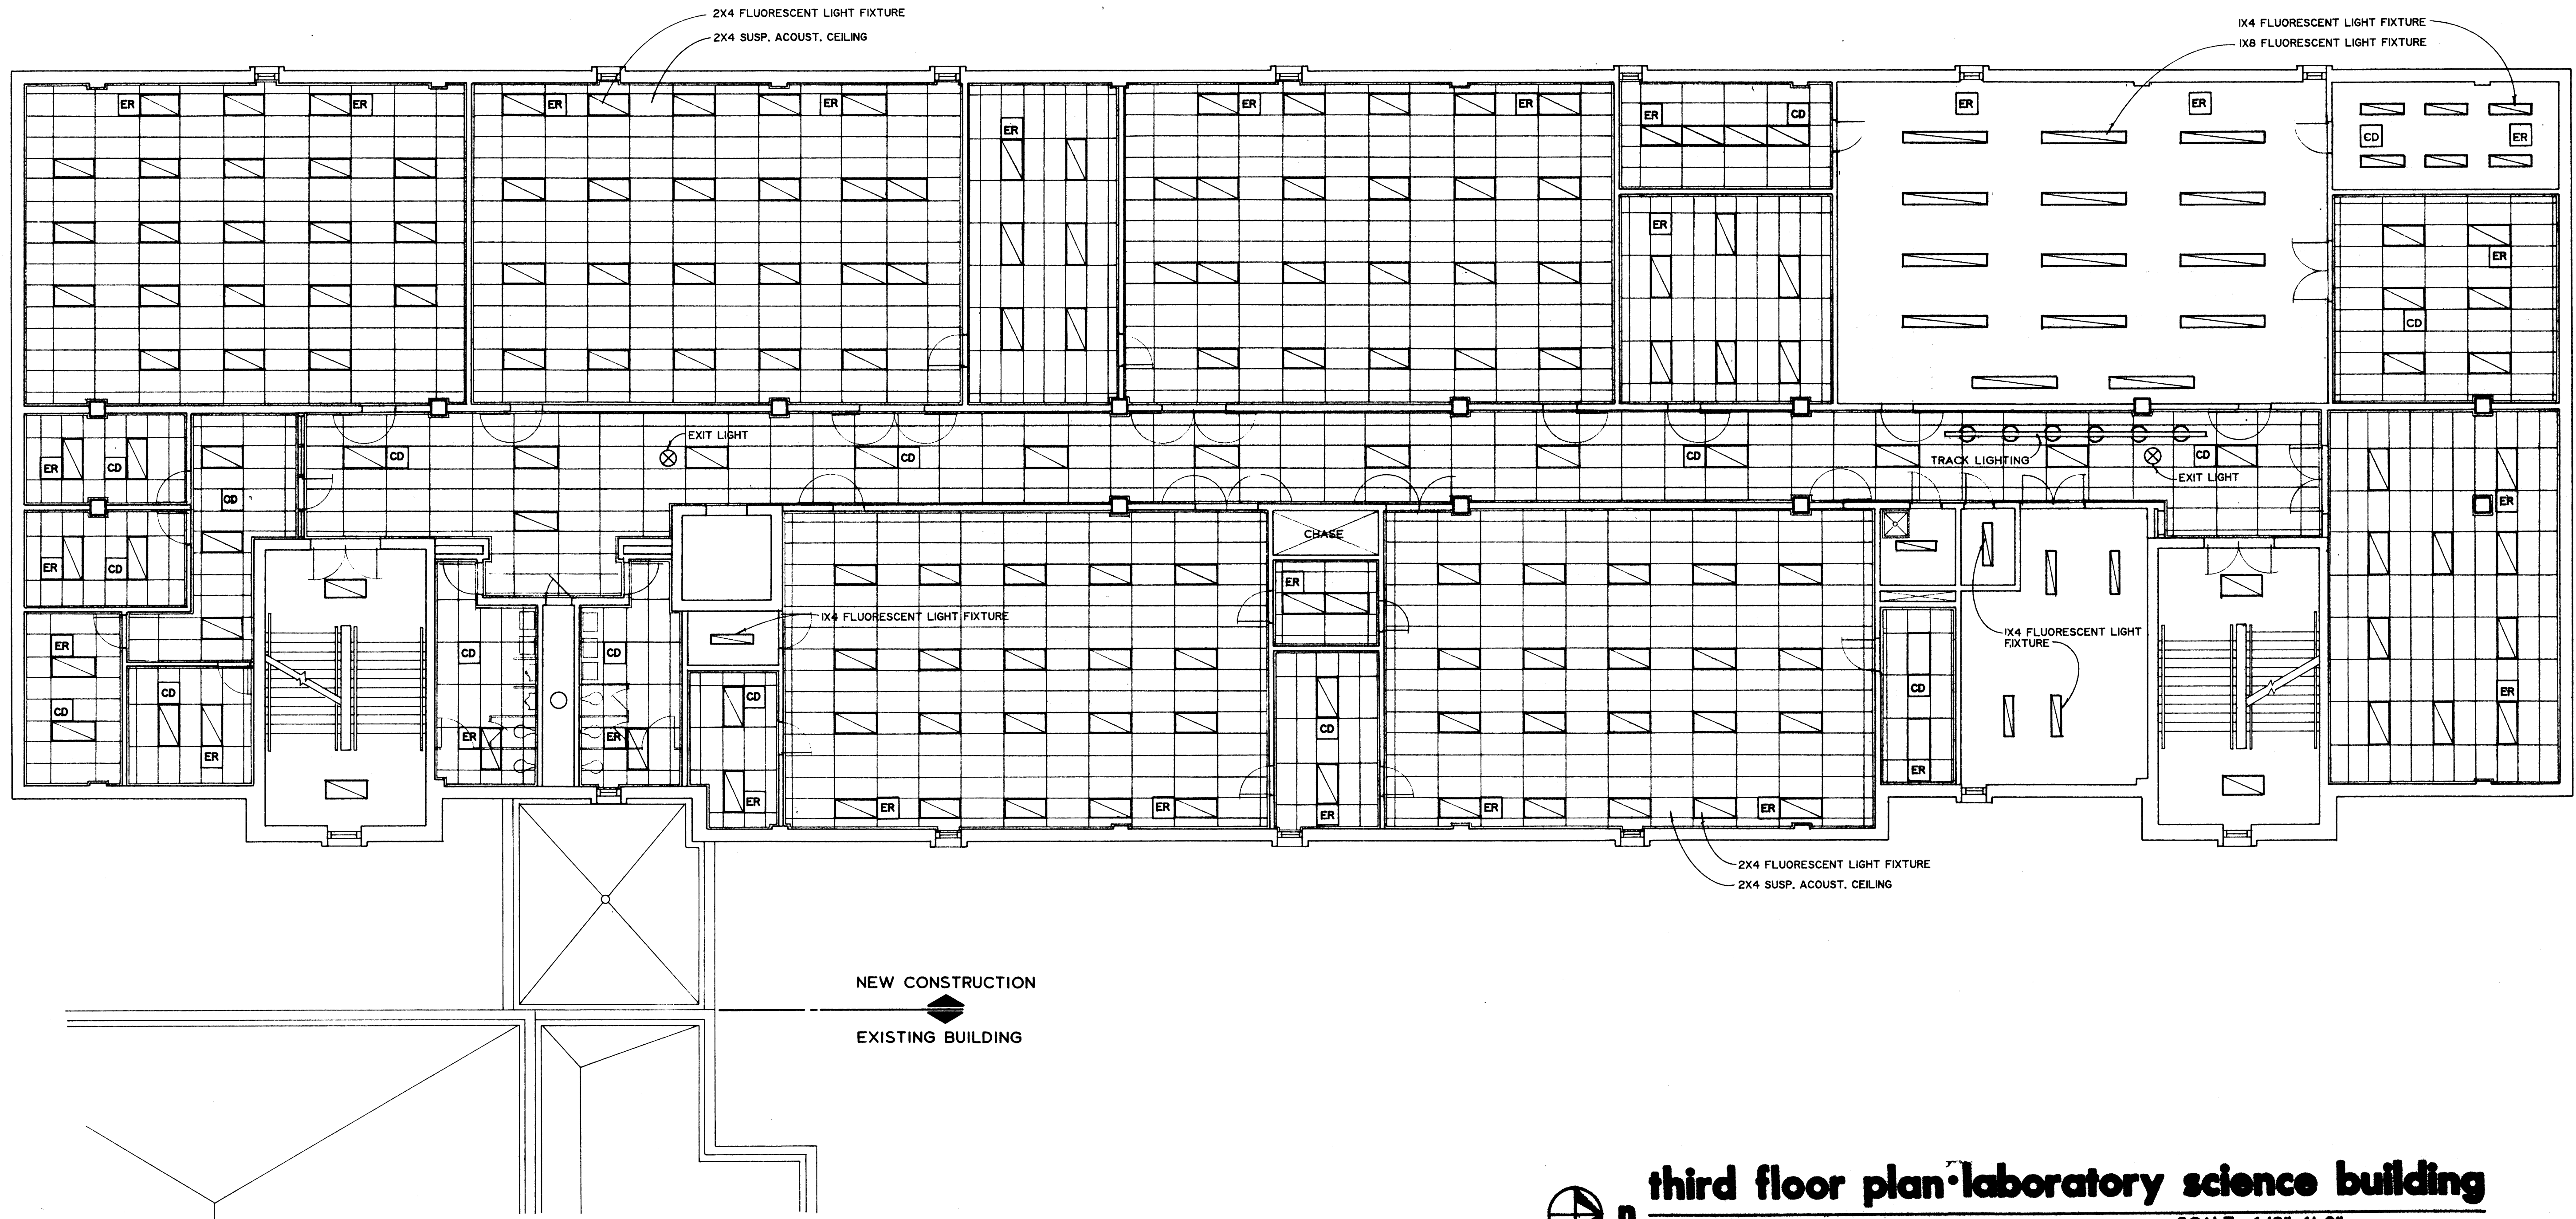 2X4 FLUORESCENT LIGHT FIXTURE
2X4 SUSP. ACOUST. CEILING
1X4 FLUORESCENT LIGHT FIXTURE
1X8 FLUORESCENT LIGHT FIXTURE
ER ER ER ER ER ER ER ER
ER CD
CD ER
ER
ER
ER
CD
EXIT LIGHT
CD CD CD CD
TRACK LIGHTING
EXIT LIGHT
ER CD
CD
ER
ER CD
CHASE
ER
1X4 FLUORESCENT LIGHT FIXTURE
1X4 FLUORESCENT LIGHT
FIXTURE
ER
CD CD
CD
CD
CD
ER
CD
ER ER
CD
ER
ER
CD
ER
ER ER
ER
ER ER
2X4 FLUORESCENT LIGHT FIXTURE
2X4 SUSP. ACOUST. CEILING
NEW CONSTRUCTION
EXISTING BUILDING
third floor plan·laboratory science building
n